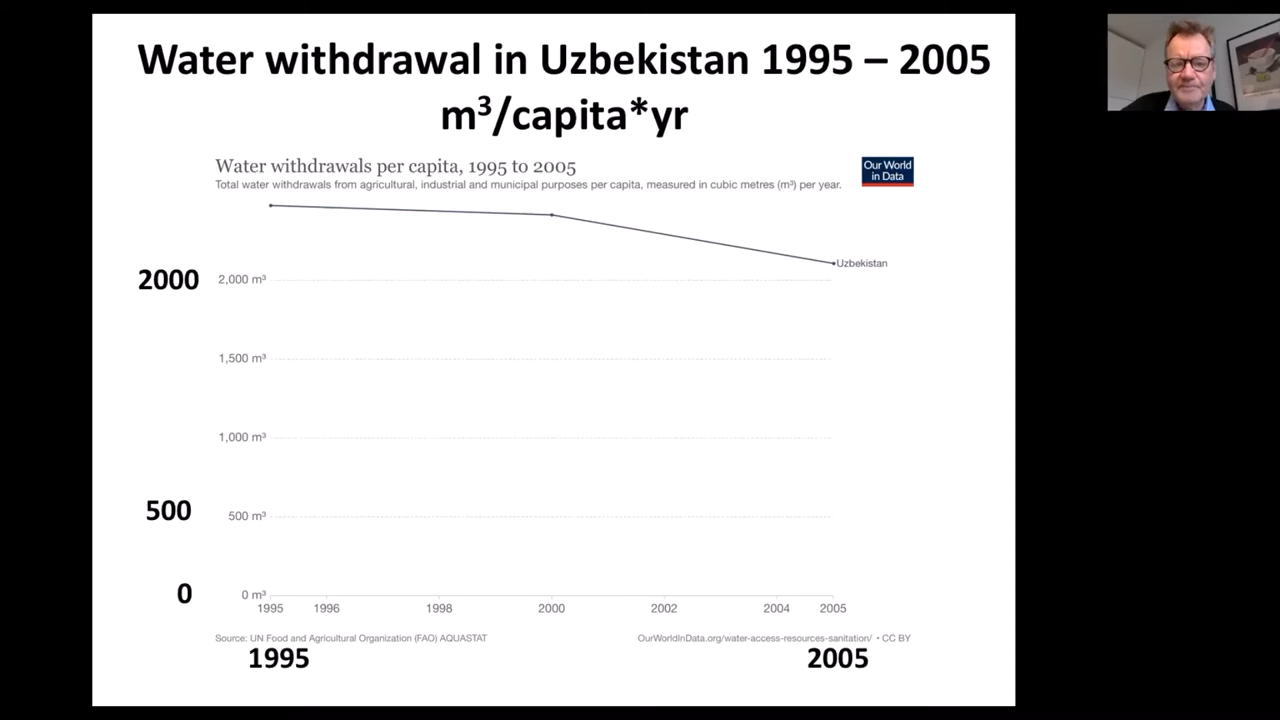 Water withdrawal in Uzbekistan 1995 – 2005
m³/capita*yr
Water withdrawals per capita, 1995 to 2005
Total water withdrawals from agricultural, industrial and municipal purposes per capita, measured in cubic metres (m³) per year.
Our World
in Data
Uzbekistan
2000
2,000 m³
1,500 m³
1,000 m³
500
500 m³
0
0 m³
1995 1996 1998 2000 2002 2004 2005
Source: UN Food and Agricultural Organization (FAO) AQUASTAT
OurWorldInData.org/water-access-resources-sanitation/ • CC BY
1995 2005